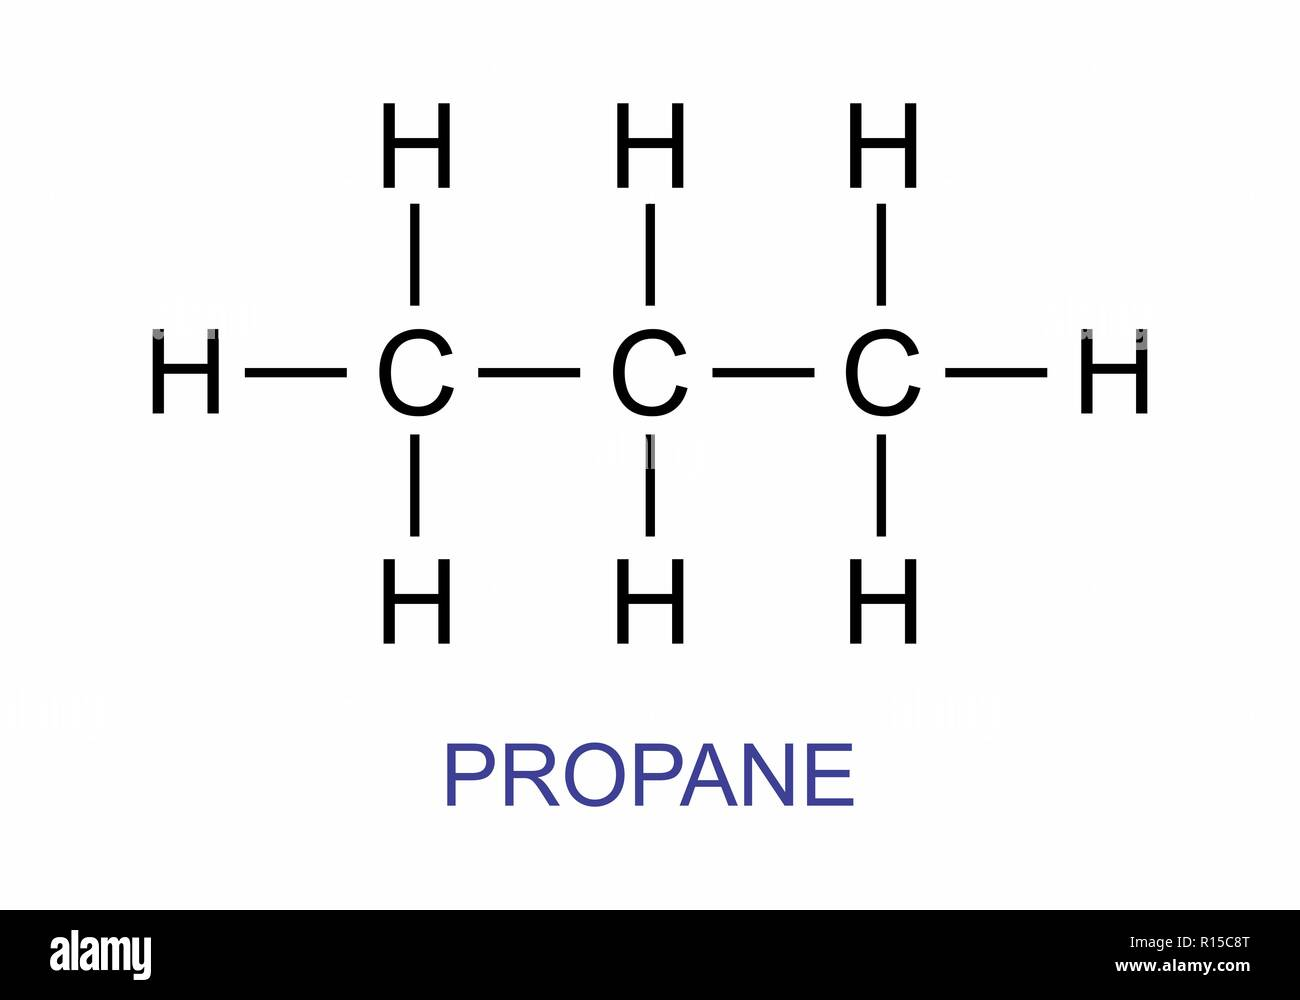 H H H
H C C C H
H H H
PROPANE
alamy
Image ID: R15C8T
www.alamy.com